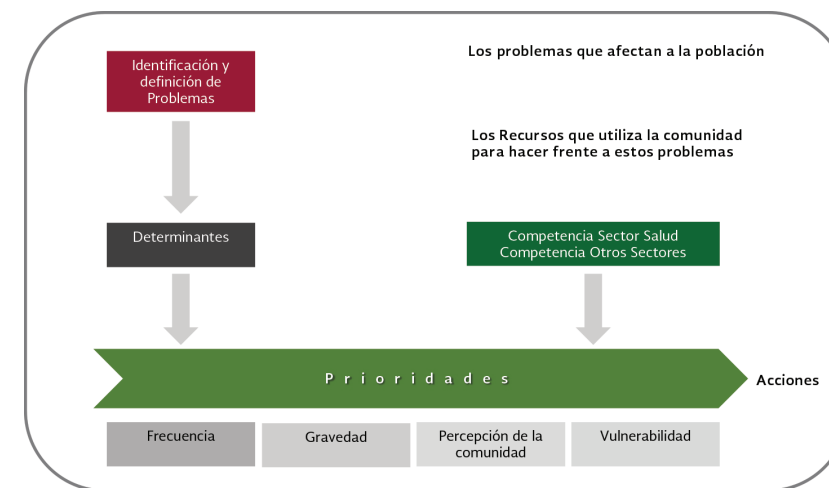 Identificación y
definición de
Problemas
Los problemas que afectan a la población
Los Recursos que utiliza la comunidad
para hacer frente a estos problemas
Determinantes
Competencia Sector Salud
Competencia Otros Sectores
Prioridades
Acciones
Frecuencia
Gravedad
Percepción de la
comunidad
Vulnerabilidad